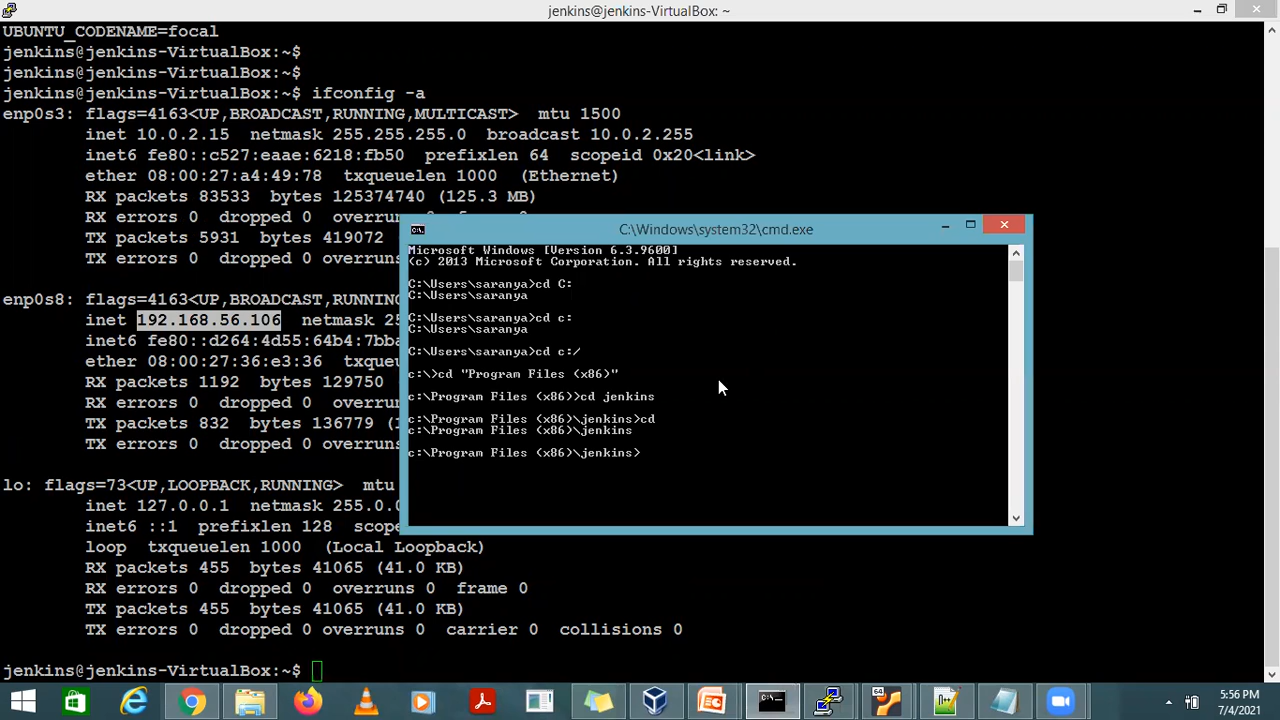 jenkins@jenkins-VirtualBox: ~
UBUNTU_CODENAME=focal
jenkins@jenkins-VirtualBox:~$
jenkins@jenkins-VirtualBox:~$
jenkins@jenkins-VirtualBox:~$ ifconfig -a
enp0s3: flags=4163<UP,BROADCAST,RUNNING,MULTICAST> mtu 1500
inet 10.0.2.15 netmask 255.255.255.0 broadcast 10.0.2.255
inet6 fe80::c527:eaae:6218:fb50 prefixlen 64 scopeid 0x20<link>
ether 08:00:27:a4:49:78 txqueuelen 1000 (Ethernet)
RX packets 83533 bytes 125374740 (125.3 MB)
RX errors 0 dropped 0 overruns 0 frame 0
TX packets 5931 bytes 419072
TX errors 0 dropped 0 overruns
enp0s8: flags=4163<UP,BROADCAST,RUNNING
inet 192.168.56.106 netmask 25
inet6 fe80::d264:4d55:64b4:7bba
ether 08:00:27:36:e3:36 txqueue
RX packets 1192 bytes 129750
RX errors 0 dropped 0 overruns
TX packets 832 bytes 136779 (1
TX errors 0 dropped 0 overruns
lo: flags=73<UP,LOOPBACK,RUNNING> mtu
inet 127.0.0.1 netmask 255.0.0
inet6 ::1 prefixlen 128 scope
loop txqueuelen 1000 (Local Loopback)
RX packets 455 bytes 41065 (41.0 KB)
RX errors 0 dropped 0 overruns 0 frame 0
TX packets 455 bytes 41065 (41.0 KB)
TX errors 0 dropped 0 overruns 0 carrier 0 collisions 0
jenkins@jenkins-VirtualBox:~$
C:\Windows\system32\cmd.exe
Microsoft Windows [Version 6.3.9600]
(c) 2013 Microsoft Corporation. All rights reserved.
C:\Users\saranya>cd C:
C:\Users\saranya
C:\Users\saranya>cd c:
C:\Users\saranya
C:\Users\saranya>cd c:/
c:\>cd "Program Files (x86)"
c:\Program Files (x86)>cd jenkins
c:\Program Files (x86)\jenkins>cd
c:\Program Files (x86)\jenkins
c:\Program Files (x86)\jenkins>
5:56 PM
7/4/2021